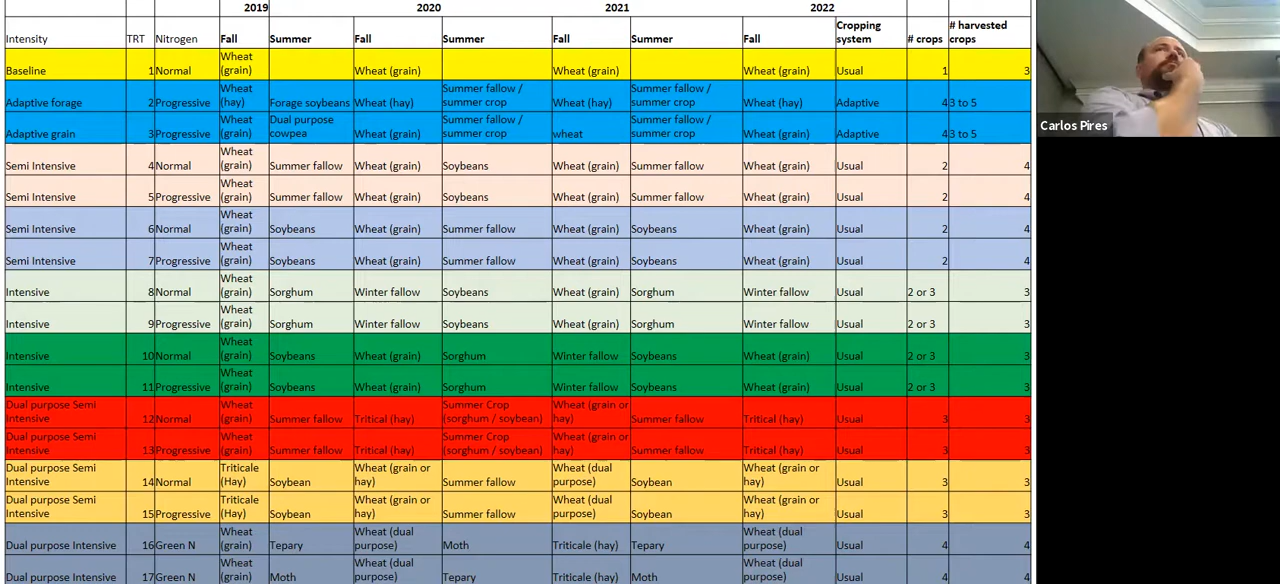 2019 2020 2021 2022
Intensity TRT Nitrogen Fall Summer Fall Summer Fall Summer Fall Cropping system # crops # harvested crops
Baseline 1 Normal Wheat (grain) Wheat (grain) Wheat (grain) Wheat (grain) Usual 1 3
Adaptive forage 2 Progressive Wheat (hay) Forage soybeans Wheat (hay) Summer fallow / summer crop Wheat (hay) Summer fallow / summer crop Wheat (hay) Adaptive 4 3 to 5
Adaptive grain 3 Progressive Wheat (grain) Dual purpose cowpea Wheat (grain) Summer fallow / summer crop wheat Summer fallow / summer crop Wheat (grain) Adaptive 4 3 to 5
Semi Intensive 4 Normal Wheat (grain) Summer fallow Wheat (grain) Soybeans Wheat (grain) Summer fallow Wheat (grain) Usual 2 4
Semi Intensive 5 Progressive Wheat (grain) Summer fallow Wheat (grain) Soybeans Wheat (grain) Summer fallow Wheat (grain) Usual 2 4
Semi Intensive 6 Normal Wheat (grain) Soybeans Wheat (grain) Summer fallow Wheat (grain) Soybeans Wheat (grain) Usual 2 4
Semi Intensive 7 Progressive Wheat (grain) Soybeans Wheat (grain) Summer fallow Wheat (grain) Soybeans Wheat (grain) Usual 2 4
Intensive 8 Normal Wheat (grain) Sorghum Winter fallow Soybeans Wheat (grain) Sorghum Winter fallow Usual 2 or 3 3
Intensive 9 Progressive Wheat (grain) Sorghum Winter fallow Soybeans Wheat (grain) Sorghum Winter fallow Usual 2 or 3 3
Intensive 10 Normal Wheat (grain) Soybeans Wheat (grain) Sorghum Winter fallow Soybeans Wheat (grain) Usual 2 or 3 3
Intensive 11 Progressive Wheat (grain) Soybeans Wheat (grain) Sorghum Winter fallow Soybeans Wheat (grain) Usual 2 or 3 3
Dual purpose Semi Intensive 12 Normal Wheat (grain) Summer fallow Tritical (hay) Summer Crop (sorghum / soybean) Wheat (grain or hay) Summer fallow Tritical (hay) Usual 3 3
Dual purpose Semi Intensive 13 Progressive Wheat (grain) Summer fallow Tritical (hay) Summer Crop (sorghum / soybean) Wheat (grain or hay) Summer fallow Tritical (hay) Usual 3 3
Dual purpose Semi Intensive 14 Normal Triticale (Hay) Soybean Wheat (grain or hay) Summer fallow Wheat (dual purpose) Soybean Wheat (grain or hay) Usual 3 3
Dual purpose Semi Intensive 15 Progressive Triticale (Hay) Soybean Wheat (grain or hay) Summer fallow Wheat (dual purpose) Soybean Wheat (grain or hay) Usual 3 3
Dual purpose Intensive 16 Green N Wheat (grain) Tepary Wheat (dual purpose) Moth Triticale (hay) Tepary Wheat (dual purpose) Usual 4 4
Dual purpose Intensive 17 Green N Wheat (grain) Moth Wheat (dual purpose) Tepary Triticale (hay) Moth Wheat (dual purpose) Usual 4 4
Carlos Pires